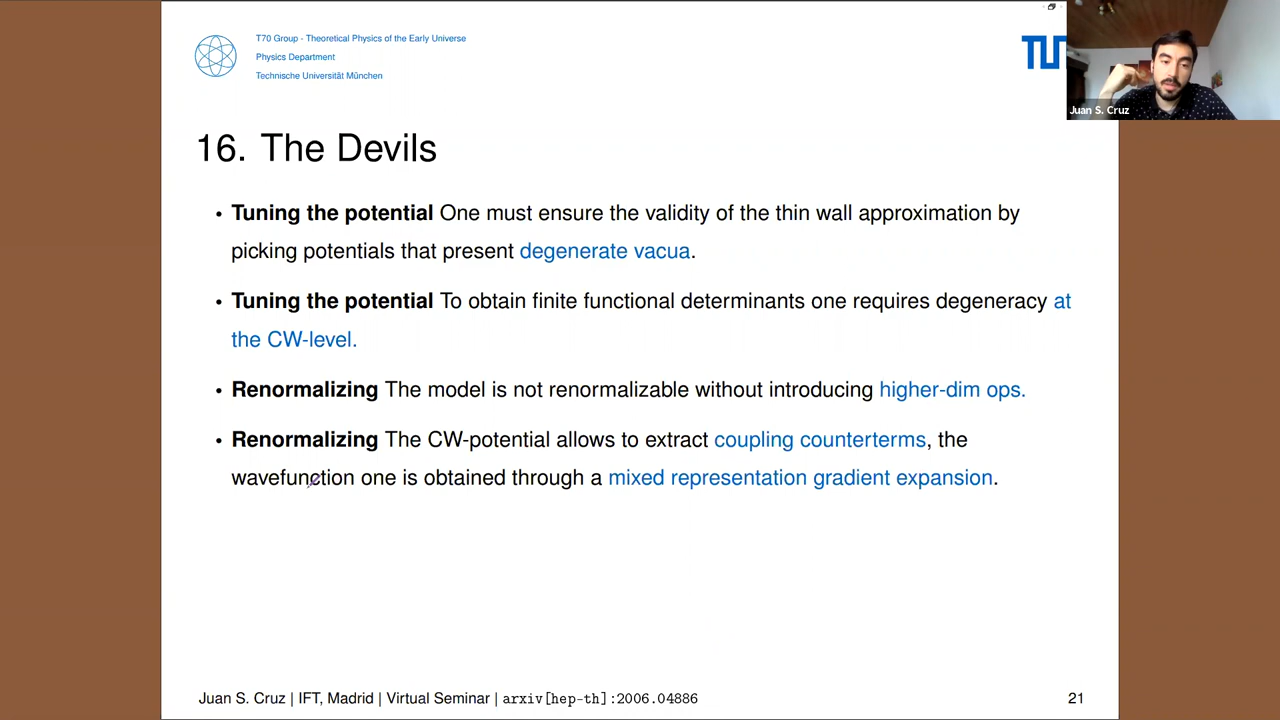 T70 Group - Theoretical Physics of the Early Universe
Physics Department
Technische Universität München
Juan S. Cruz
16. The Devils
• Tuning the potential One must ensure the validity of the thin wall approximation by
picking potentials that present degenerate vacua.
• Tuning the potential To obtain finite functional determinants one requires degeneracy at
the CW-level.
• Renormalizing The model is not renormalizable without introducing higher-dim ops.
• Renormalizing The CW-potential allows to extract coupling counterterms, the
wavefunction one is obtained through a mixed representation gradient expansion.
Juan S. Cruz | IFT, Madrid | Virtual Seminar | arxiv[hep-th]:2006.04886
21